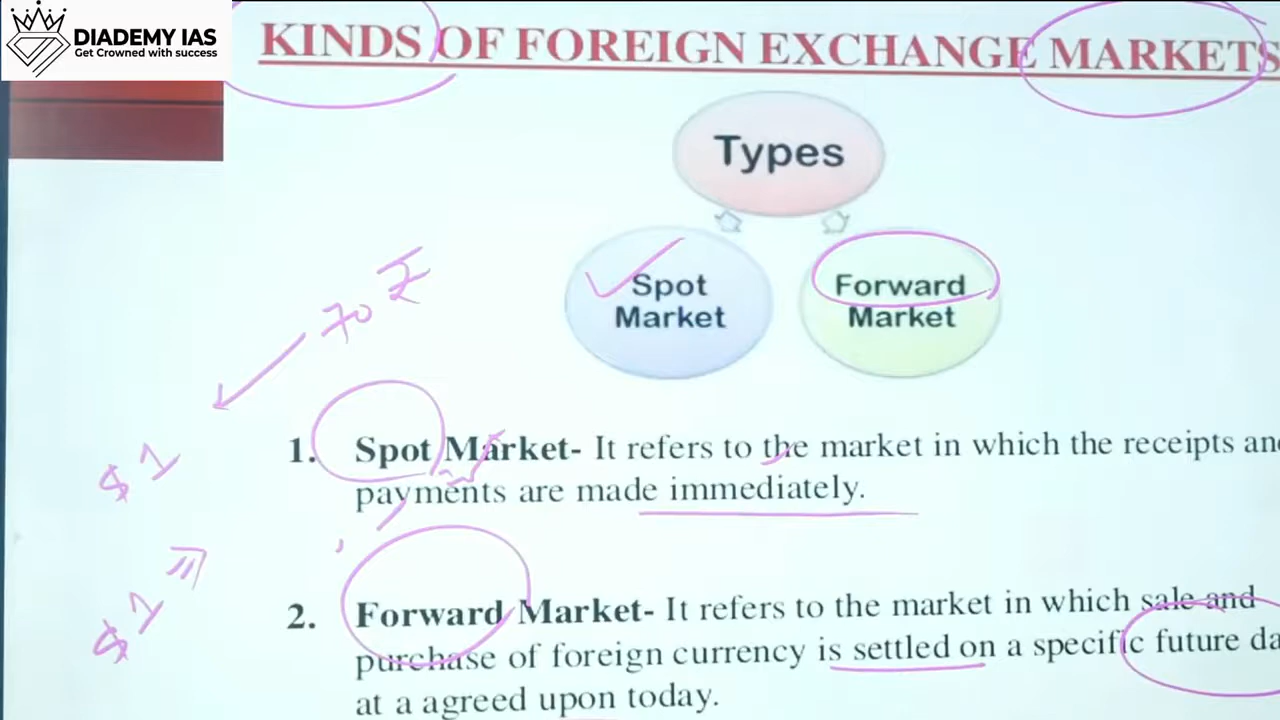 DIADEMY IAS
Get Crowned with success
KINDS OF FOREIGN EXCHANGE MARKETS
Types
Spot
Market
Forward
Market
70 ₹
$ 1
1. Spot Market- It refers to the market in which the receipts an
payments are made immediately.
$ 1
2. Forward Market- It refers to the market in which sale and
purchase of foreign currency is settled on a specific future da
at a agreed upon today.